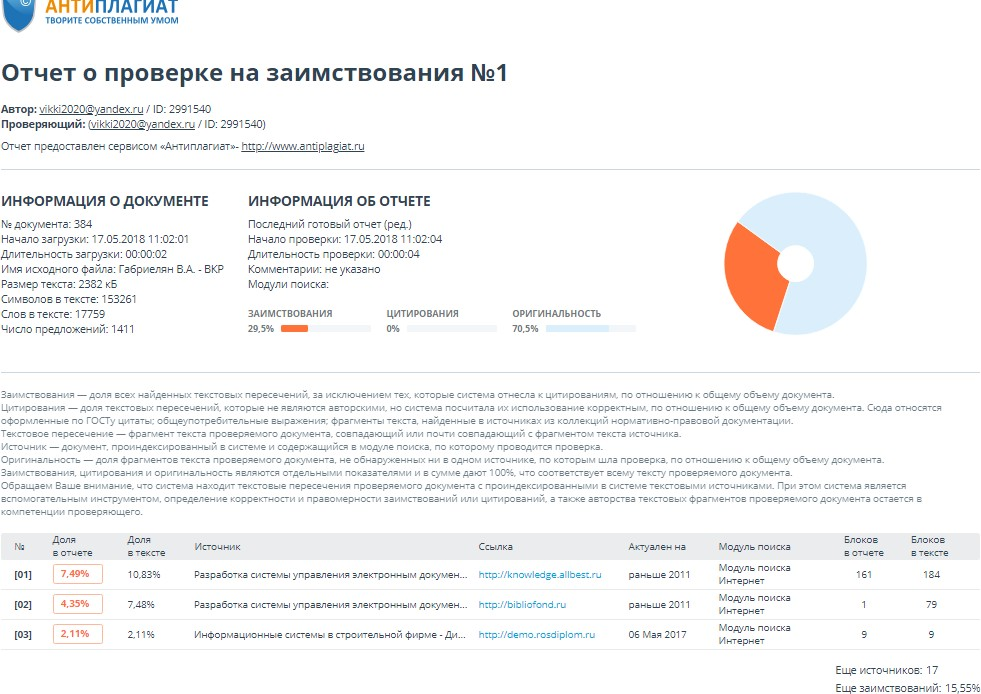 АНТИПЛАГИАТ
ТВОРИТЕ СОБСТВЕННЫМ УМОМ
Отчет о проверке на заимствования №1
Автор: vikki2020@yandex.ru / ID: 2991540
Проверяющий: (vikki2020@yandex.ru / ID: 2991540)
Отчет предоставлен сервисом «Антиплагиат»- http://www.antiplagiat.ru
ИНФОРМАЦИЯ О ДОКУМЕНТЕ
№ документа: 384
Начало загрузки: 17.05.2018 11:02:01
Длительность загрузки: 00:00:02
Имя исходного файла: Габриелян В.А. - ВКР
Размер текста: 2382 кБ
Символов в тексте: 153261
Слов в тексте: 17759
Число предложений: 1411
ИНФОРМАЦИЯ ОБ ОТЧЕТЕ
Последний готовый отчет (ред.)
Начало проверки: 17.05.2018 11:02:04
Длительность проверки: 00:00:04
Комментарии: не указано
Модули поиска:
ЗАИМСТВОВАНИЯ ЦИТИРОВАНИЯ ОРИГИНАЛЬНОСТЬ
29,5% 0% 70,5%
Заимствования — доля всех найденных текстовых пересечений, за исключением тех, которые система отнесла к цитированиям, по отношению к общему объему документа.
Цитирования — доля текстовых пересечений, которые не являются авторскими, но система посчитала их использование корректным, по отношению к общему объему документа. Сюда относятся
оформленные по ГОСТу цитаты; общеупотребительные выражения; фрагменты текста, найденные в источниках из коллекций нормативно-правовой документации.
Текстовое пересечение — фрагмент текста проверяемого документа, совпадающий или почти совпадающий с фрагментом текста источника.
Источник — документ, проиндексированный в системе и содержащийся в модуле поиска, по которому проводится проверка.
Оригинальность — доля фрагментов текста проверяемого документа, не обнаруженных ни в одном источнике, по которым шла проверка, по отношению к общему объему документа.
Заимствования, цитирования и оригинальность являются отдельными показателями и в сумме дают 100%, что соответствует всему тексту проверяемого документа.
Обращаем Ваше внимание, что система находит текстовые пересечения проверяемого документа с проиндексированными в системе текстовыми источниками. При этом система является
вспомогательным инструментом, определение корректности и правомерности заимствований или цитирований, а также авторства текстовых фрагментов проверяемого документа остается в
компетенции проверяющего.
№ Доля в отчете Доля в тексте Источник Ссылка Актуален на Модуль поиска Блоков в отчете Блоков в тексте
[01] 7,49% 10,83% Разработка системы управления электронным докумен... http://knowledge.allbest.ru раньше 2011 Модуль поиска Интернет 161 184
[02] 4,35% 7,48% Разработка системы управления электронным докумен... http://bibliofond.ru раньше 2011 Модуль поиска Интернет 1 79
[03] 2,11% 2,11% Информационные системы в строительной фирме - Ди... http://demo.rosdiplom.ru 06 Мая 2017 Модуль поиска Интернет 9 9
Еще источников: 17
Еще заимствований: 15,55%